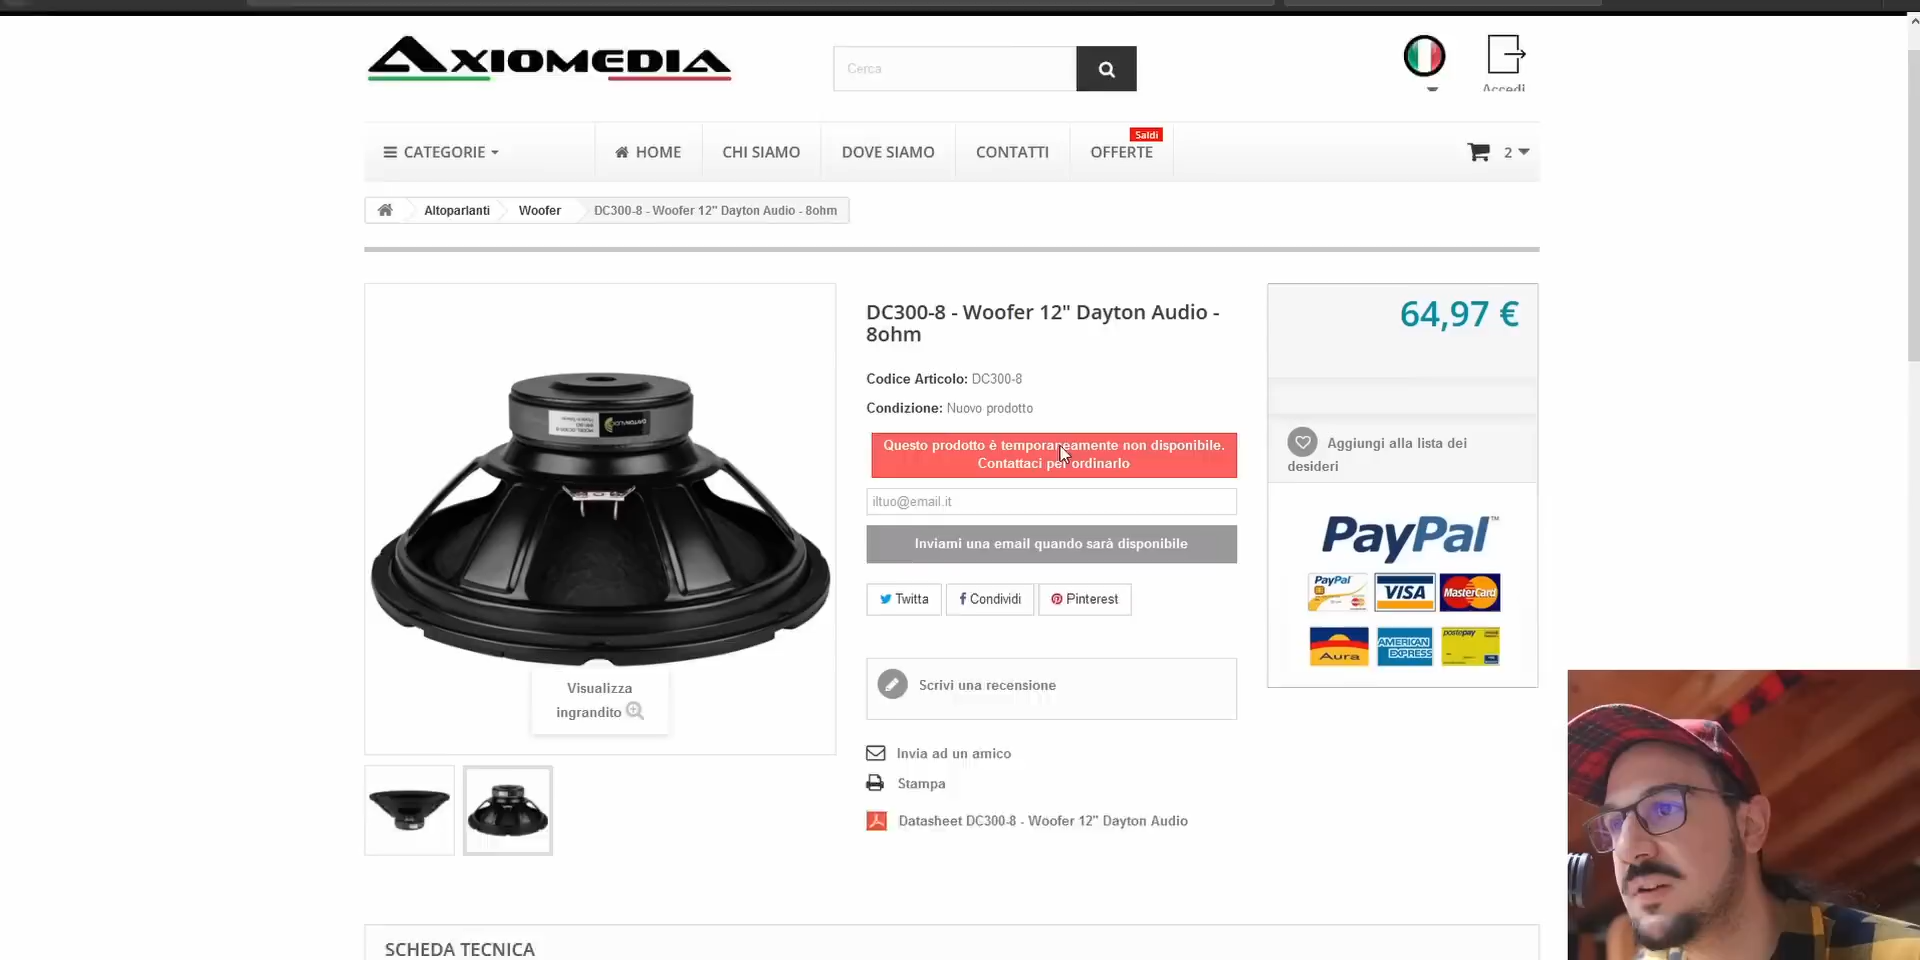 AXIOMEDIA
Cerca
Accedi
CATEGORIE
HOME
CHI SIAMO
DOVE SIAMO
CONTATTI
Saldi
OFFERTE
2
Altoparlanti
Woofer
DC300-8 - Woofer 12" Dayton Audio - 8ohm
DC300-8 - Woofer 12" Dayton Audio -
8ohm
Codice Articolo: DC300-8
Condizione: Nuovo prodotto
Questo prodotto è temporaneamente non disponibile.
Contattaci per ordinarlo
iltuo@email.it
Inviami una email quando sarà disponibile
Twitta
Condividi
Pinterest
Scrivi una recensione
Invia ad un amico
Stampa
Datasheet DC300-8 - Woofer 12" Dayton Audio
64,97 €
Aggiungi alla lista dei
desideri
PayPal™
PayPal
VISA
MasterCard
Aura
AMERICAN
EXPRESS
postepay
Visualizza
ingrandito
SCHEDA TECNICA